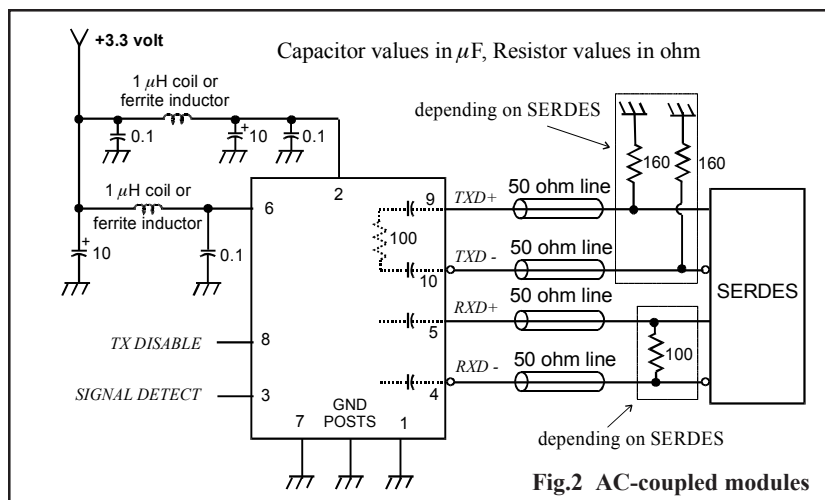 +3.3 volt
Capacitor values in µF, Resistor values in ohm
1 µH coil or
ferrite inductor
0.1
+
10
0.1
depending on SERDES
160
160
1 µH coil or
ferrite inductor
6
2
9
TXD+
50 ohm line
+
10
0.1
100
10
TXD -
50 ohm line
SERDES
RXD+
50 ohm line
5
TX DISABLE
8
100
RXD -
50 ohm line
4
SIGNAL DETECT
3
GND
POSTS
7
1
depending on SERDES
Fig.2 AC-coupled modules